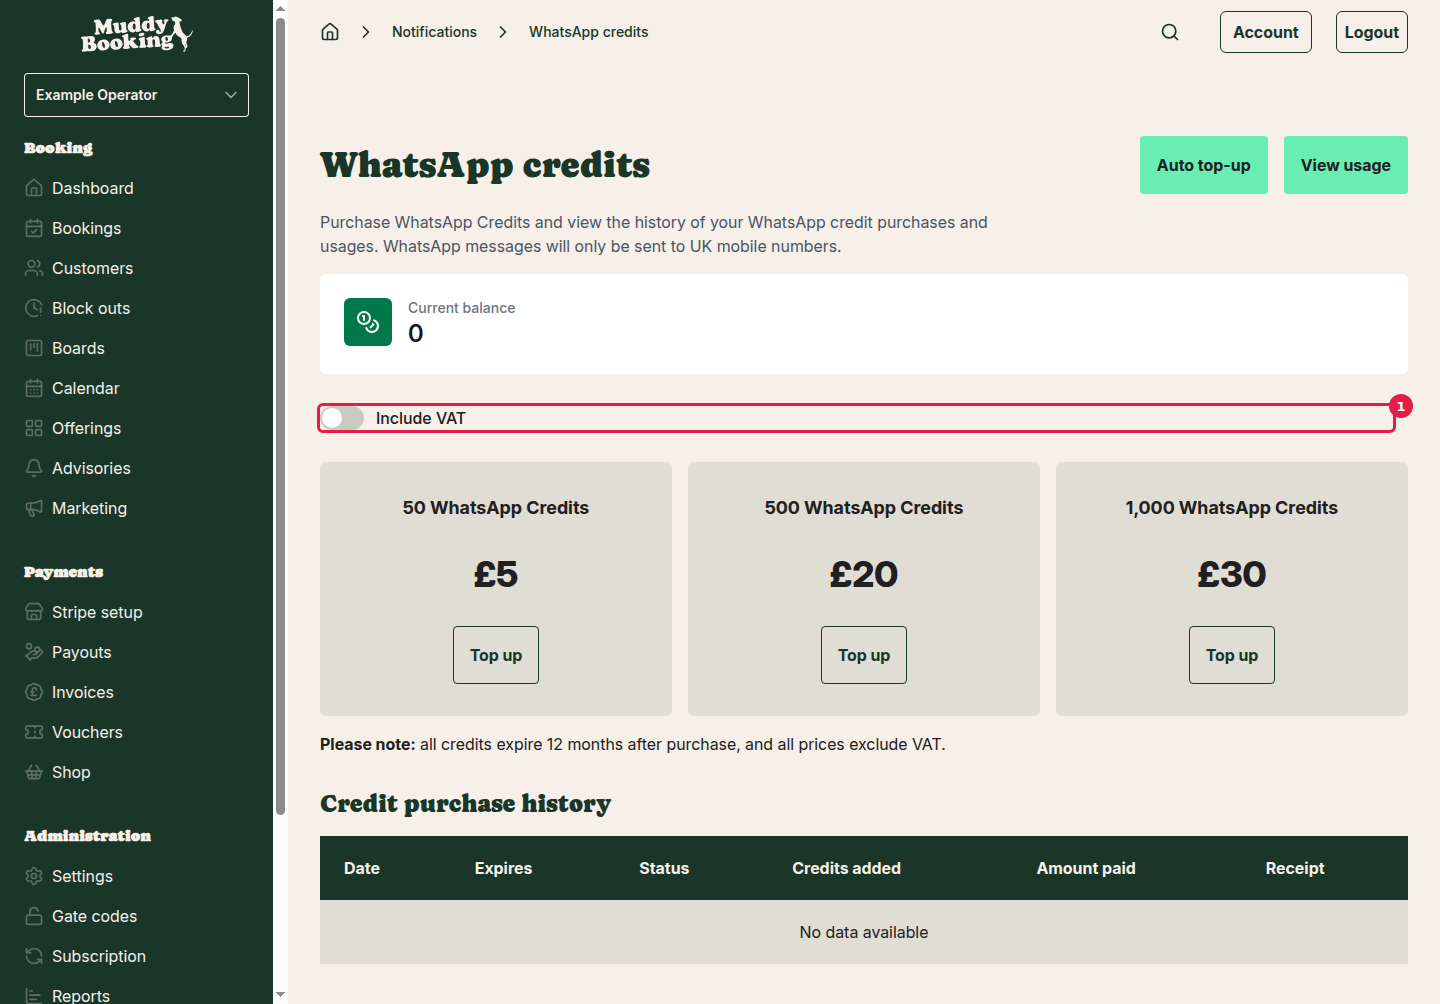 Muddy
Booking
Example Operator
Booking
Dashboard
Bookings
Customers
Block outs
Boards
Calendar
Offerings
Advisories
Marketing
Payments
Stripe setup
Payouts
Invoices
Vouchers
Shop
Administration
Settings
Gate codes
Subscription
Reports
Notifications
WhatsApp credits
Account
Logout
WhatsApp credits
Auto top-up
View usage
Purchase WhatsApp Credits and view the history of your WhatsApp credit purchases and
usages. WhatsApp messages will only be sent to UK mobile numbers.
Current balance
0
Include VAT
1
50 WhatsApp Credits
£5
Top up
500 WhatsApp Credits
£20
Top up
1,000 WhatsApp Credits
£30
Top up
Please note: all credits expire 12 months after purchase, and all prices exclude VAT.
Credit purchase history
Date Expires Status Credits added Amount paid Receipt
No data available